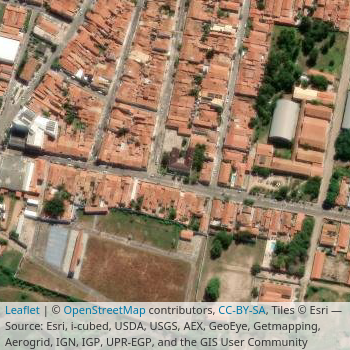 Leaflet | © OpenStreetMap contributors, CC-BY-SA, Tiles © Esri —
Source: Esri, i-cubed, USDA, USGS, AEX, GeoEye, Getmapping,
Aerogrid, IGN, IGP, UPR-EGP, and the GIS User Community